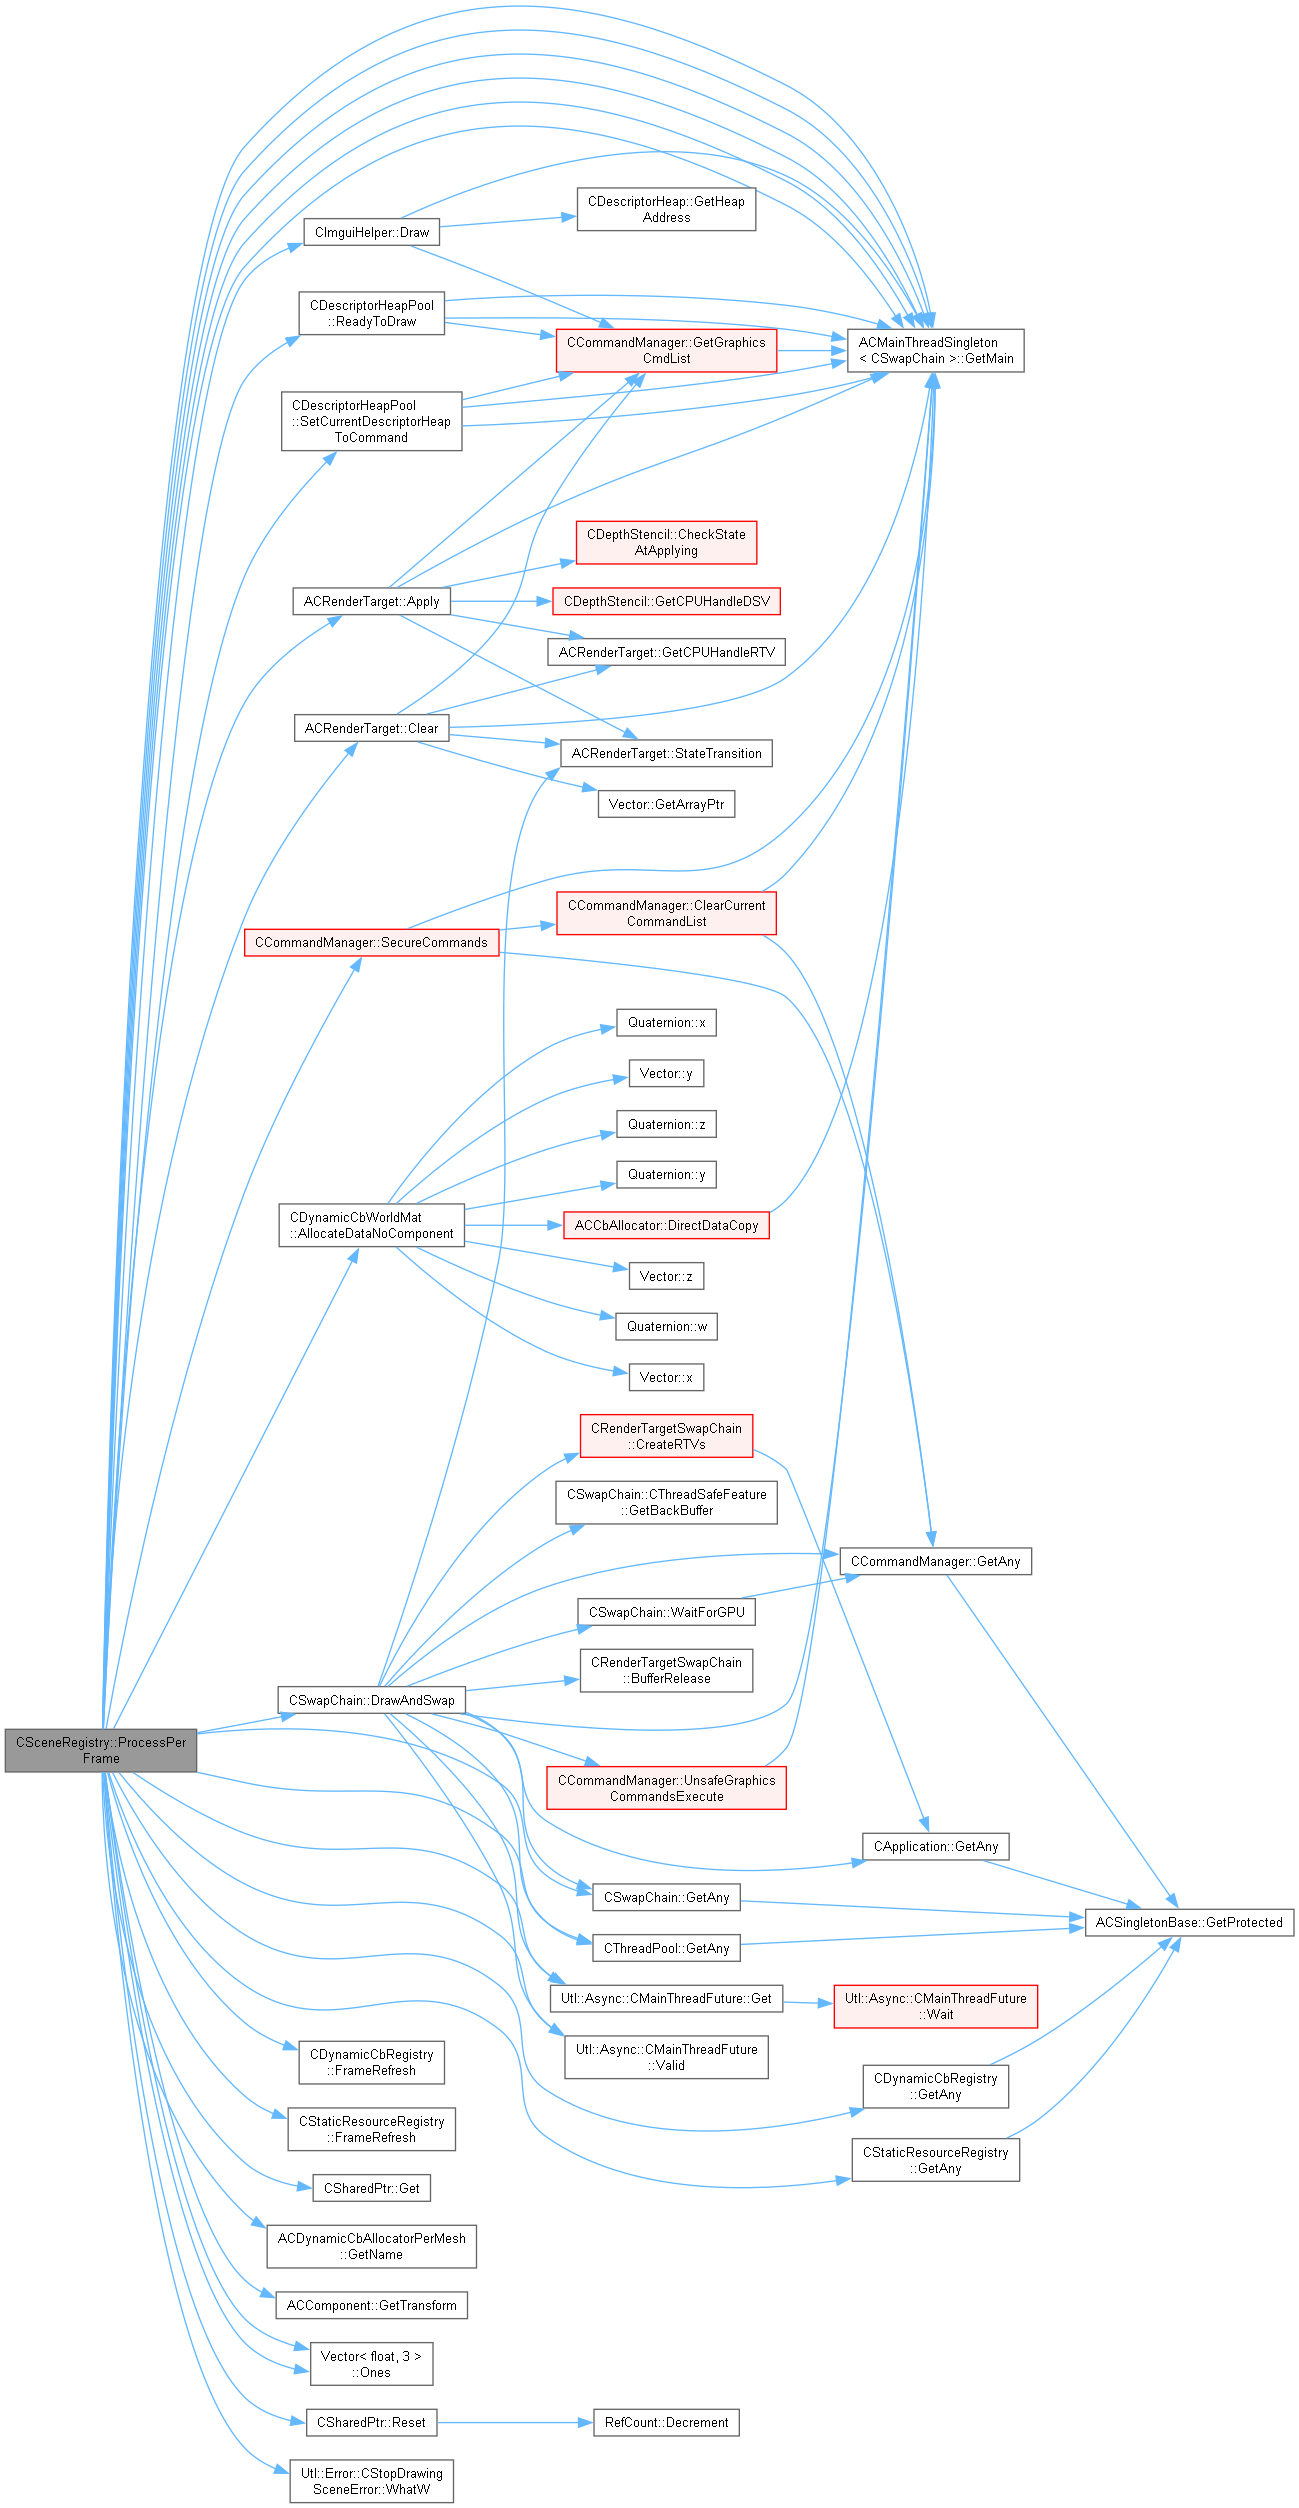 CDescriptorHeap::GetHeap
Address
CImguiHelper::Draw
CDescriptorHeapPool
::ReadyToDraw
CCommandManager::GetGraphics
CmdList
ACMainThreadSingleton
< CSwapChain >::GetMain
CDescriptorHeapPool
::SetCurrentDescriptorHeap
ToCommand
CDepthStencil::CheckState
AtApplying
ACRenderTarget::Apply
CDepthStencil::GetCPUHandleDSV
ACRenderTarget::GetCPUHandleRTV
ACRenderTarget::Clear
ACRenderTarget::StateTransition
Vector::GetArrayPtr
CCommandManager::ClearCurrent
CommandList
CCommandManager::SecureCommands
Quaternion::x
Vector::y
Quaternion::z
Quaternion::y
CDynamicCbWorldMat
::AllocateDataNoComponent
ACCbAllocator::DirectDataCopy
Vector::z
Quaternion::w
Vector::x
CRenderTargetSwapChain
::CreateRTVs
CSwapChain::CThreadSafeFeature
::GetBackBuffer
CCommandManager::GetAny
CSwapChain::WaitForGPU
CRenderTargetSwapChain
::BufferRelease
CSwapChain::DrawAndSwap
CSceneRegistry::ProcessPer
Frame
CCommandManager::UnsafeGraphics
CommandsExecute
CApplication::GetAny
CSwapChain::GetAny
ACSingletonBase::GetProtected
CThreadPool::GetAny
Utl::Async::CMainThreadFuture::Get
Utl::Async::CMainThreadFuture
::Wait
Utl::Async::CMainThreadFuture
::Valid
CDynamicCbRegistry
::FrameRefresh
CDynamicCbRegistry
::GetAny
CStaticResourceRegistry
::FrameRefresh
CStaticResourceRegistry
::GetAny
CSharedPtr::Get
ACDynamicCbAllocatorPerMesh
::GetName
ACComponent::GetTransform
Vector< float, 3 >
::Ones
CSharedPtr::Reset
RefCount::Decrement
Utl::Error::CStopDrawing
SceneError::WhatW